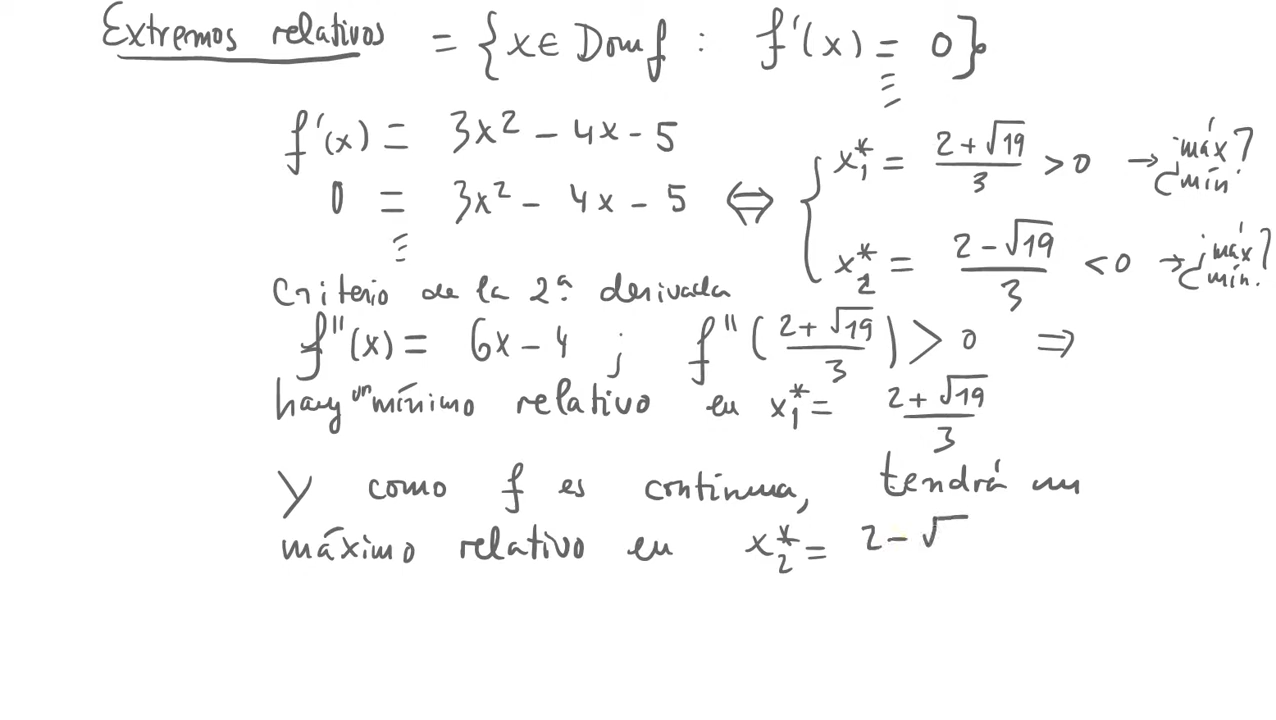 Extremos relativos = {x ∈ Dom f : f'(x) = 0}
f'(x) = 3x² - 4x - 5
0 = 3x² - 4x - 5 ⇔ { x₁* = (2+√19)/3 > 0 → ¿máx? mín.
x₂* = (2-√19)/3 < 0 → ¿máx? mín.
Criterio de la 2ª derivada
f''(x) = 6x - 4 ; f''((2+√19)/3) > 0 ⇒
hay un mínimo relativo en x₁* = (2+√19)/3
Y como f es continua, tendrá un
máximo relativo en x₂* = 2-√